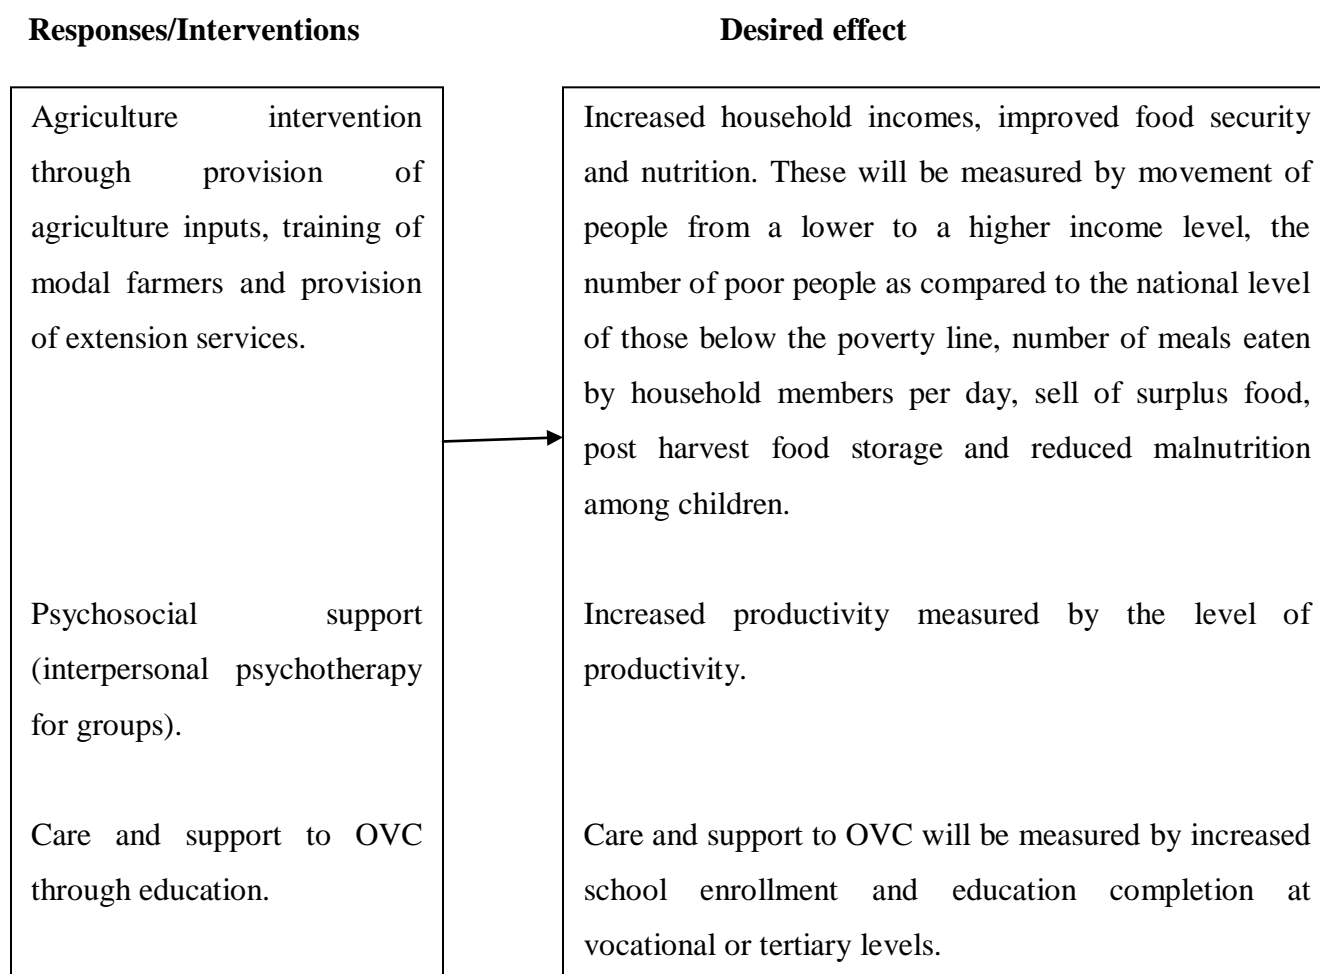 Responses/Interventions
Desired effect
Agriculture intervention
through provision of
agriculture inputs, training of
modal farmers and provision
of extension services.
Psychosocial support
(interpersonal psychotherapy
for groups).
Care and support to OVC
through education.
Increased household incomes, improved food security
and nutrition. These will be measured by movement of
people from a lower to a higher income level, the
number of poor people as compared to the national level
of those below the poverty line, number of meals eaten
by household members per day, sell of surplus food,
post harvest food storage and reduced malnutrition
among children.
Increased productivity measured by the level of
productivity.
Care and support to OVC will be measured by increased
school enrollment and education completion at
vocational or tertiary levels.